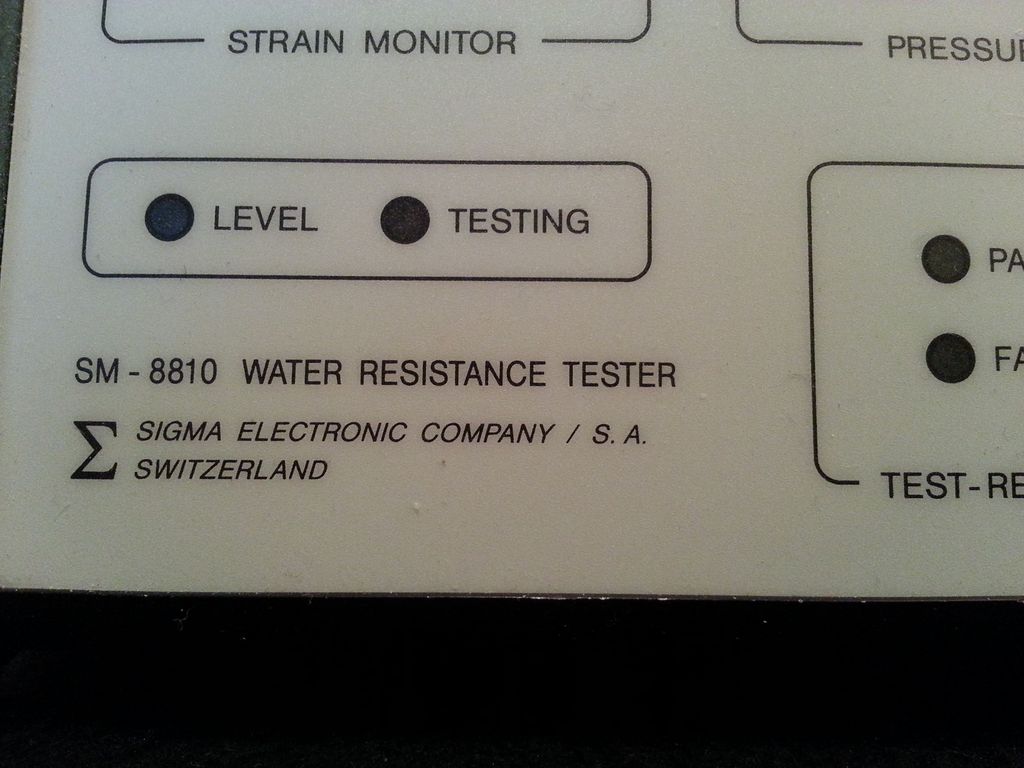 STRAIN MONITOR
LEVEL TESTING
SM - 8810 WATER RESISTANCE TESTER
Σ SIGMA ELECTRONIC COMPANY / S. A.
SWITZERLAND
PRESSU
PA
FA
TEST-RE